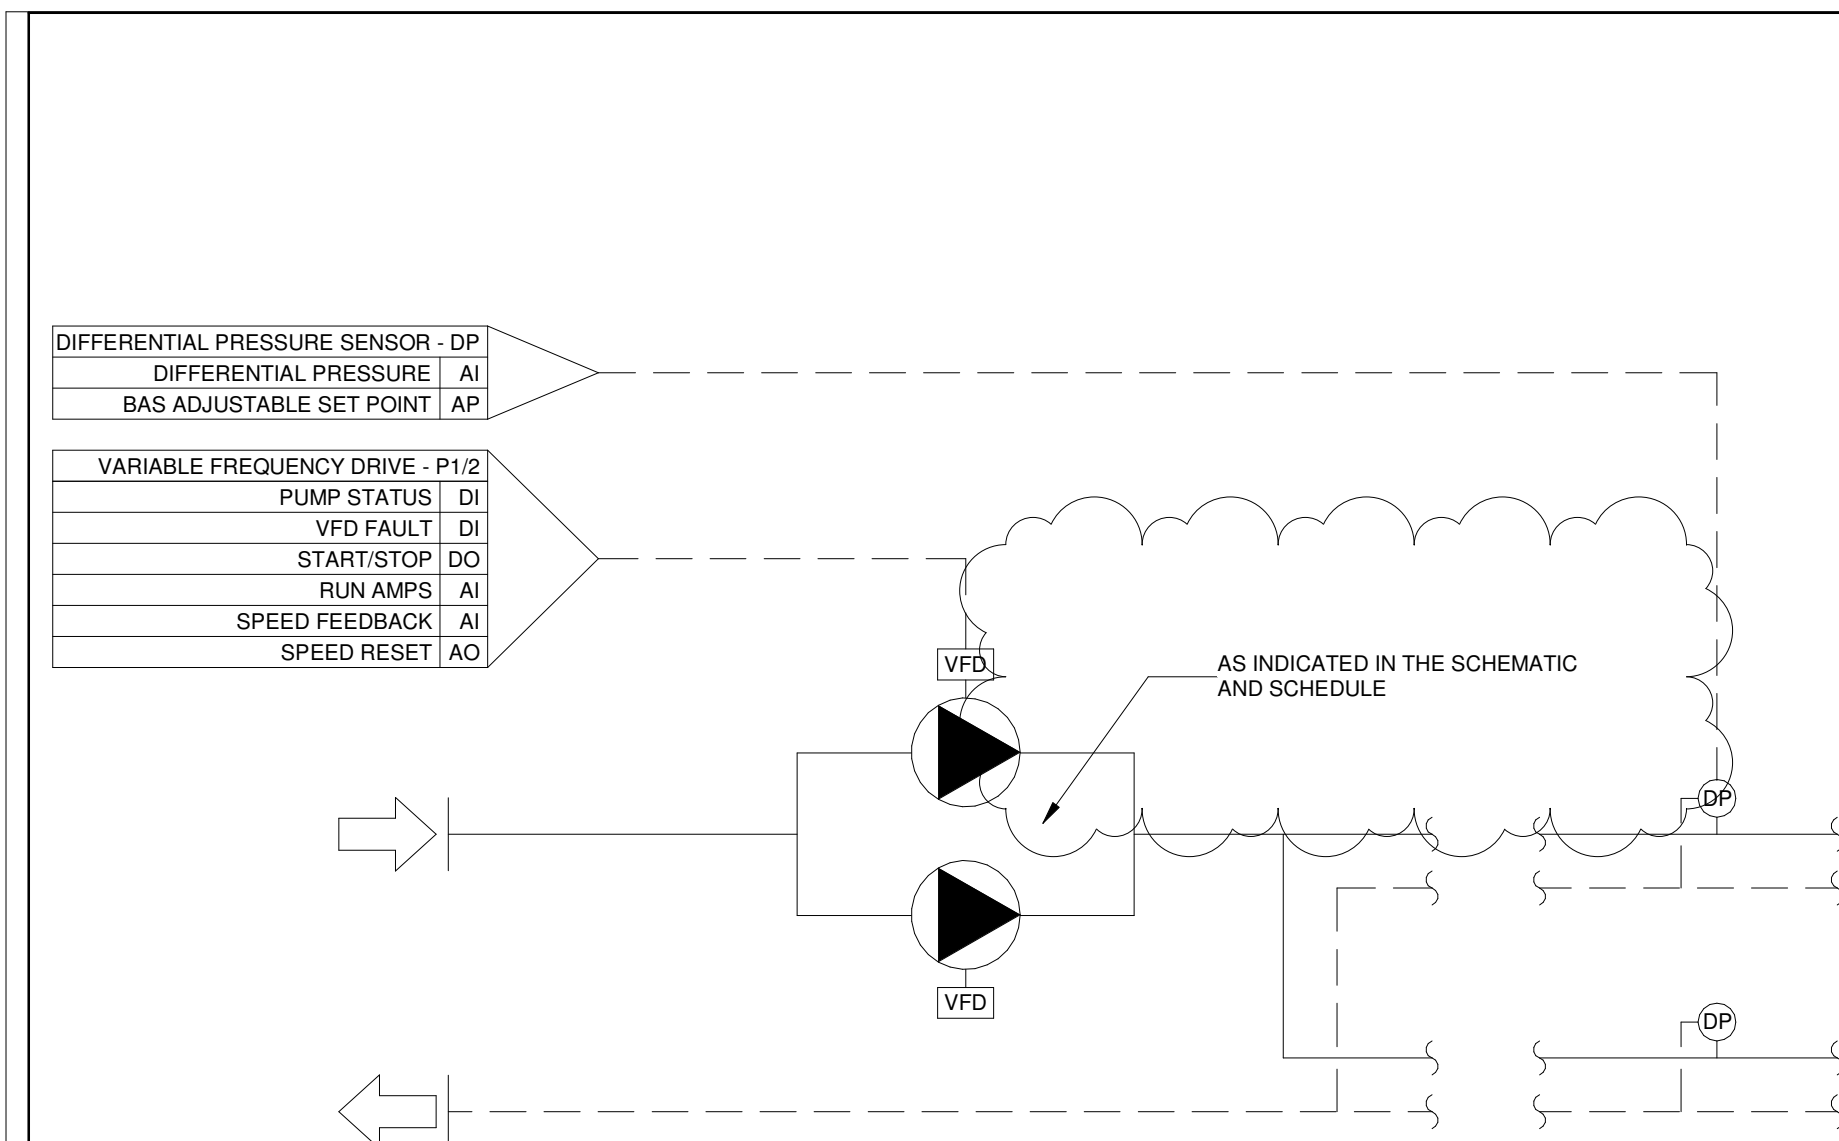 DIFFERENTIAL PRESSURE SENSOR - DP
DIFFERENTIAL PRESSURE AI
BAS ADJUSTABLE SET POINT AP
VARIABLE FREQUENCY DRIVE - P1/2
PUMP STATUS DI
VFD FAULT DI
START/STOP DO
RUN AMPS AI
SPEED FEEDBACK AI
SPEED RESET AO
VFD
AS INDICATED IN THE SCHEMATIC
AND SCHEDULE
DP
VFD
DP